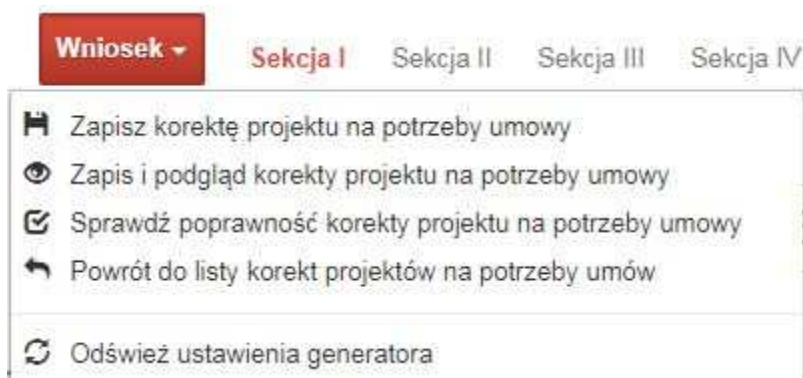 Wniosek Sekcja I Sekcja II Sekcja III Sekcja IV
Zapisz korektę projektu na potrzeby umowy
Zapis i podgląd korekty projektu na potrzeby umowy
Sprawdź poprawność korekty projektu na potrzeby umowy
Powrót do listy korekt projektów na potrzeby umów
Odśwież ustawienia generatora